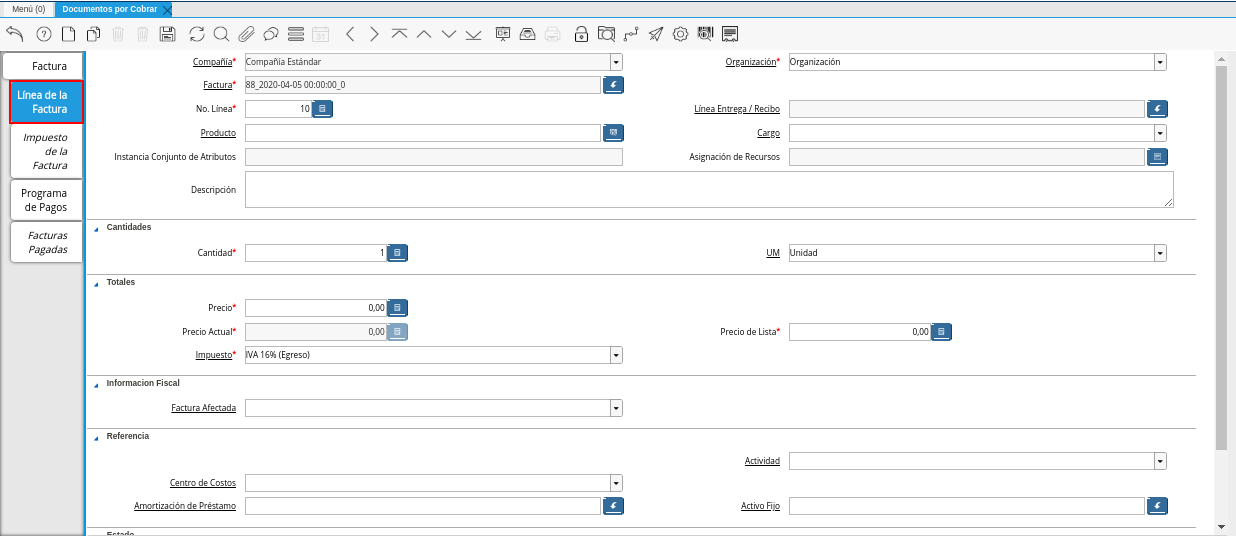 Menú (0) Documentos por Cobrar
Factura
Línea de la
Factura
Impuesto
de la
Factura
Programa
de Pagos
Facturas
Pagadas
Compañía* Compañía Estándar Organización* Organización
Factura* 88_2020-04-05 00:00:00_0
No. Línea* 10 Línea Entrega / Recibo
Producto Cargo
Instancia Conjunto de Atributos Asignación de Recursos
Descripción
Cantidades
Cantidad* 1 UM Unidad
Totales
Precio* 0,00
Precio Actual* 0,00 Precio de Lista* 0,00
Impuesto* IVA 16% (Egreso)
Informacion Fiscal
Factura Afectada
Referencia
Actividad
Centro de Costos
Amortización de Préstamo Activo Fijo
Estado